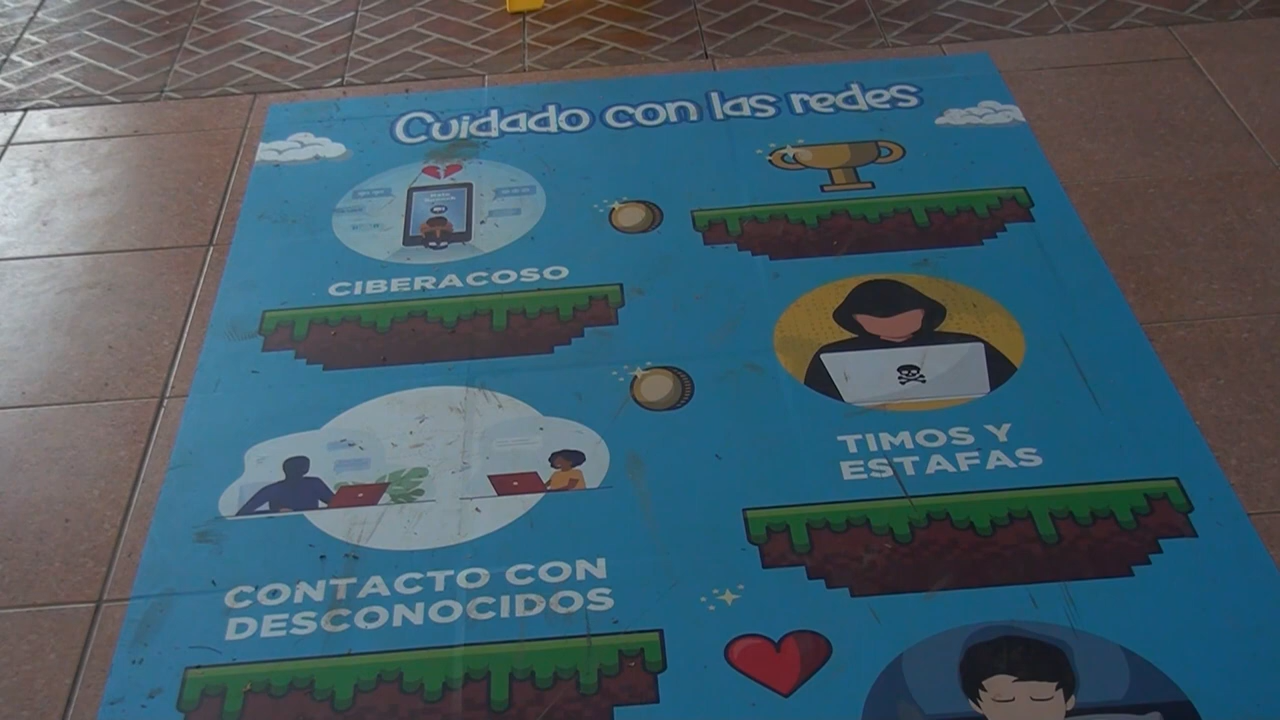 Cuidado con las redes
CIBERACOSO
TIMOS Y
ESTAFAS
CONTACTO CON
DESCONOCIDOS